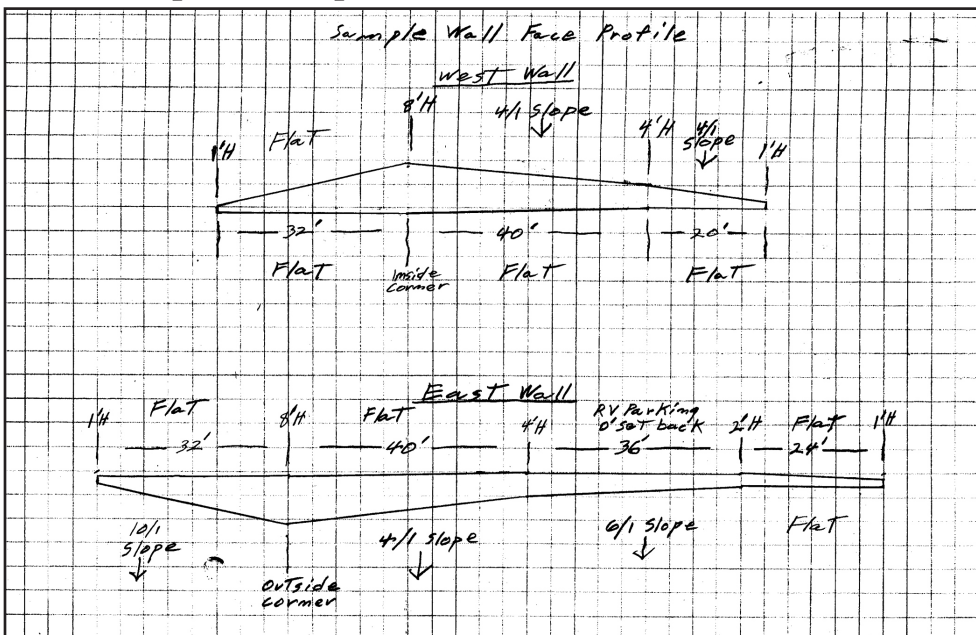 Sample Wall Face Profile
West Wall
8'H
4/1 Slope
4'H
4/1
Slope
1'H
FlaT
1'H
32'
40'
20'
FlaT
Inside
Corner
FlaT
FlaT
East Wall
1'H
FlaT
8'H
FlaT
4'H
RV Parking
0' Set back
2'H
FlaT
1'H
32'
40'
36'
24'
10/1
Slope
4/1 Slope
6/1 Slope
FlaT
OuTside
Corner